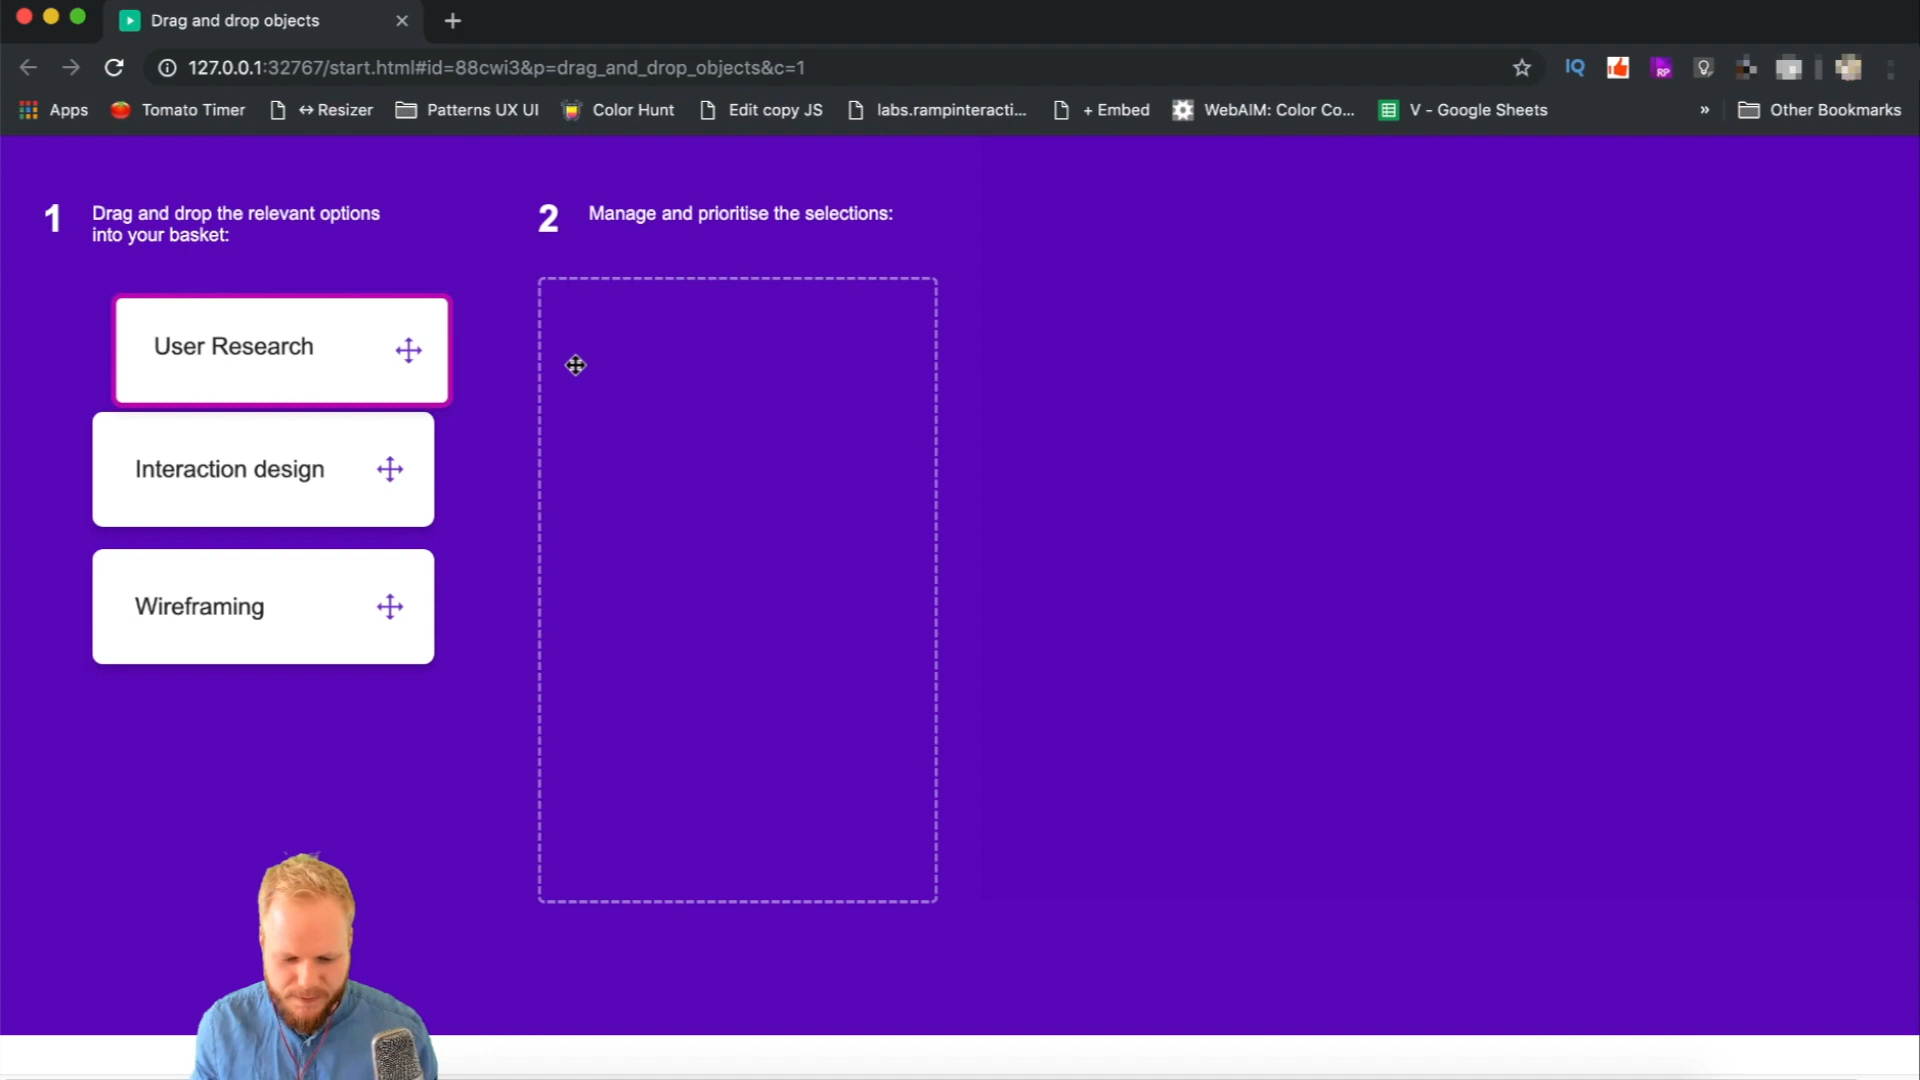 Drag and drop objects
127.0.0.1:32767/start.html#id=88cwi3&p=drag_and_drop_objects&c=1
IQ
RP
Apps
Tomato Timer
↔ Resizer
Patterns UX UI
Color Hunt
Edit copy JS
labs.rampinteracti...
+ Embed
WebAIM: Color Co...
V - Google Sheets
»
Other Bookmarks
1
Drag and drop the relevant options
into your basket:
2
Manage and prioritise the selections:
User Research
Interaction design
Wireframing